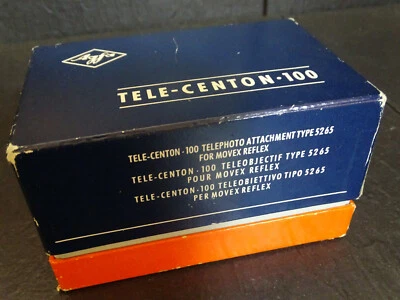 Agfa
TELE-CENTON·100
TELE-CENTON·100 TELEPHOTO ATTACHMENT TYPE 5265
FOR MOVEX REFLEX
TELE-CENTON·100 TELEOBJECTIF TYPE 5265
POUR MOVEX REFLEX
TELE-CENTON·100 TELEOBIETTIVO TIPO 5265
PER MOVEX REFLEX